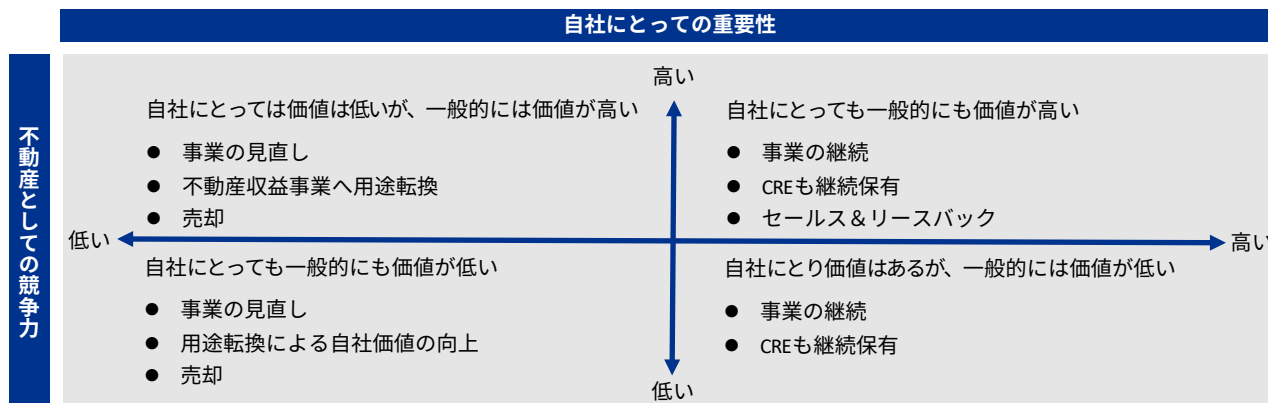 自社にとっての重要性
不動産としての競争力
高い
自社にとっては価値は低いが、一般的には価値が高い
● 事業の見直し
● 不動産収益事業へ用途転換
● 売却
自社にとっても一般的にも価値が高い
● 事業の継続
● CREも継続保有
● セールス&リースバック
低い
高い
自社にとっても一般的にも価値が低い
● 事業の見直し
● 用途転換による自社価値の向上
● 売却
自社にとり価値はあるが、一般的には価値が低い
● 事業の継続
● CREも継続保有
低い